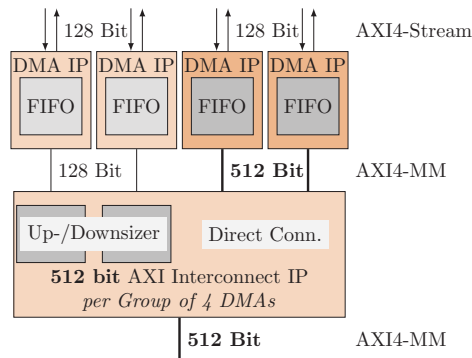 128 Bit 128 Bit AXI4-Stream
DMA IP DMA IP DMA IP DMA IP
FIFO FIFO FIFO FIFO
128 Bit 512 Bit AXI4-MM
Up-/Downsizer Direct Conn.
512 bit AXI Interconnect IP
per Group of 4 DMAs
512 Bit AXI4-MM